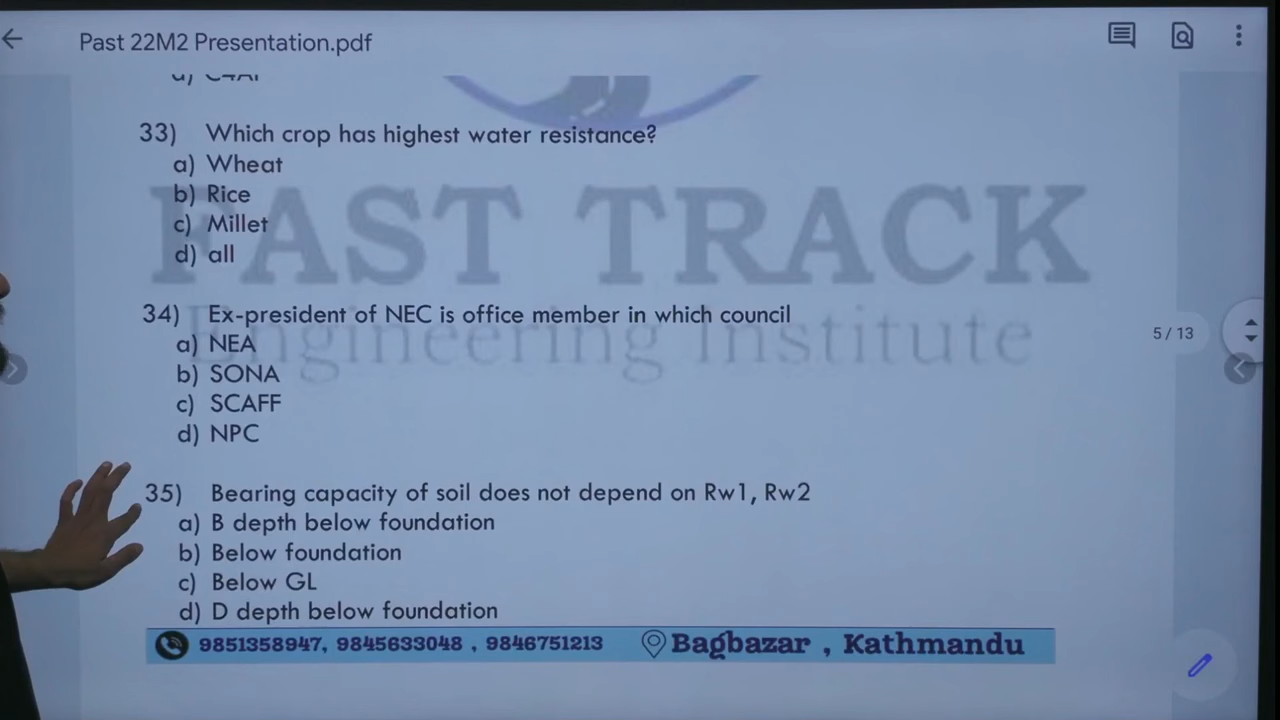 Past 22M2 Presentation.pdf
33) Which crop has highest water resistance?
a) Wheat
b) Rice
c) Millet
d) all
FAST TRACK
34) Ex-president of NEC is office member in which council
Engineering Institute
a) NEA
b) SONA
c) SCAFF
d) NPC
5 / 13
35) Bearing capacity of soil does not depend on Rw1, Rw2
a) B depth below foundation
b) Below foundation
c) Below GL
d) D depth below foundation
9851358947, 9845633048 , 9846751213 Bagbazar , Kathmandu